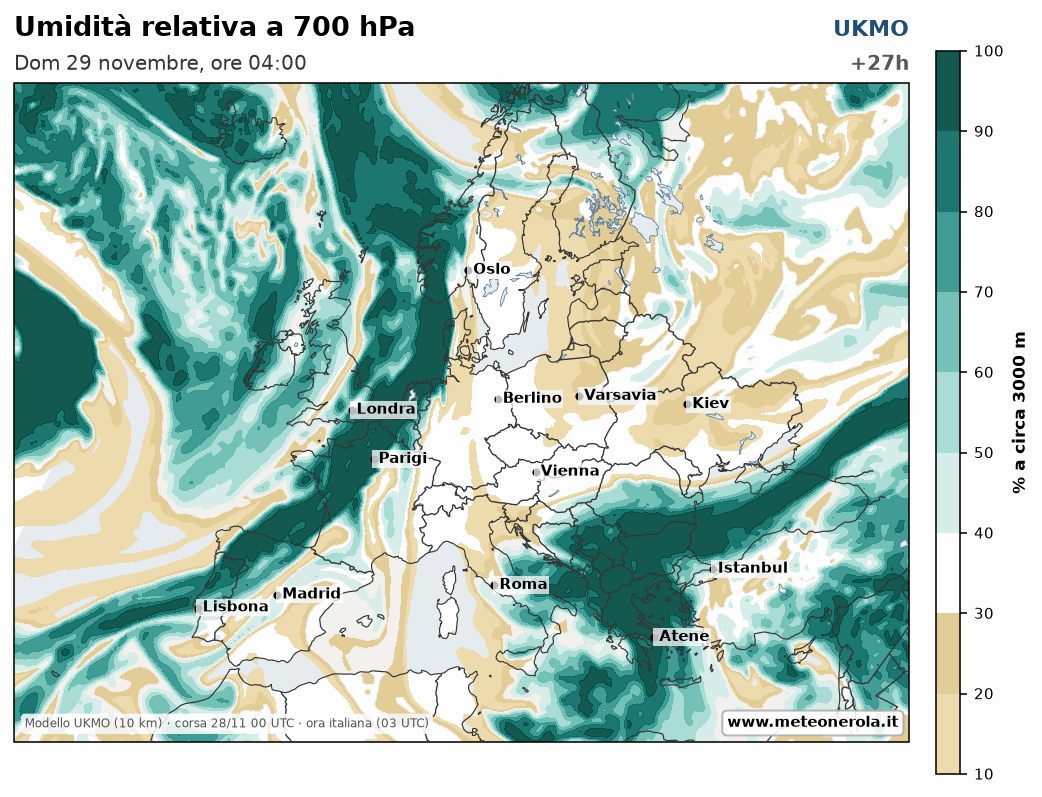 Umidità relativa a 700 hPa
UKMO
Dom 29 novembre, ore 04:00
+27h
100
90
80
70
60
50
40
30
20
10
% a circa 3000 m
Oslo
Londra
Berlino
Varsavia
Kiev
Parigi
Vienna
Istanbul
Roma
Madrid
Lisbona
Atene
Modello UKMO (10 km) · corsa 28/11 00 UTC · ora italiana (03 UTC)
www.meteonerola.it